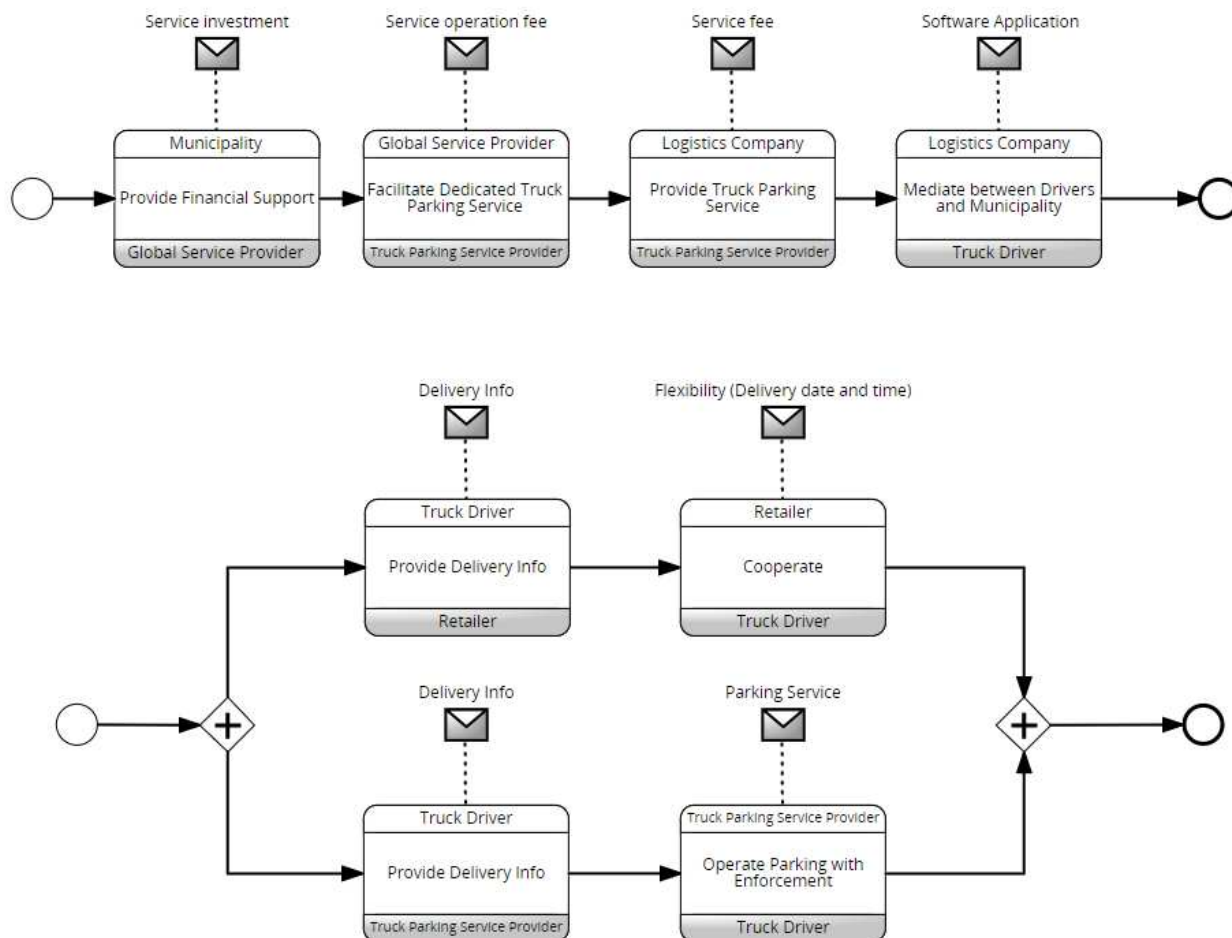 Service investment
Service operation fee
Service fee
Software Application
Municipality
Provide Financial Support
Global Service Provider
Global Service Provider
Facilitate Dedicated Truck
Parking Service
Truck Parking Service Provider
Logistics Company
Provide Truck Parking
Service
Truck Parking Service Provider
Logistics Company
Mediate between Drivers
and Municipality
Truck Driver
Delivery Info
Flexibility (Delivery date and time)
Truck Driver
Provide Delivery Info
Retailer
Retailer
Cooperate
Truck Driver
Delivery Info
Parking Service
Truck Driver
Provide Delivery Info
Truck Parking Service Provider
Truck Parking Service Provider
Operate Parking with
Enforcement
Truck Driver